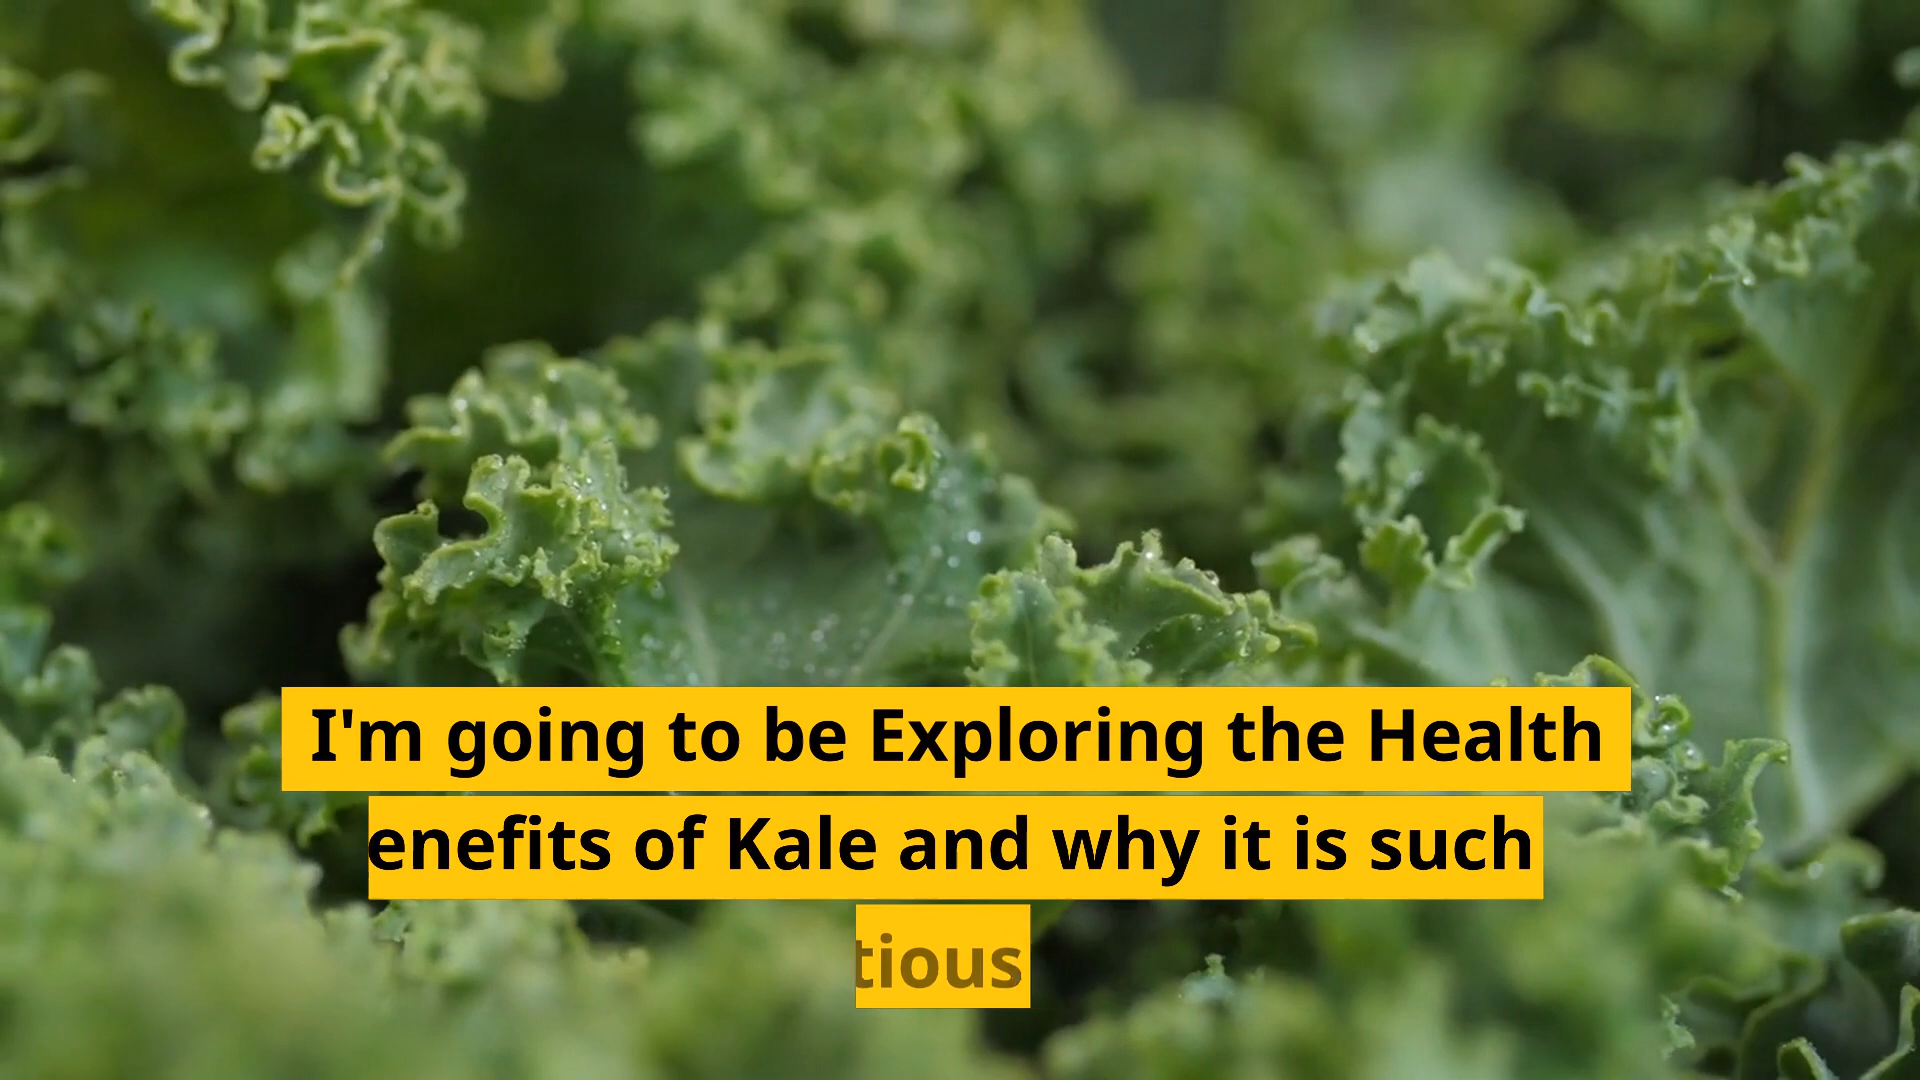 I'm going to be Exploring the Health
enefits of Kale and why it is such
tious